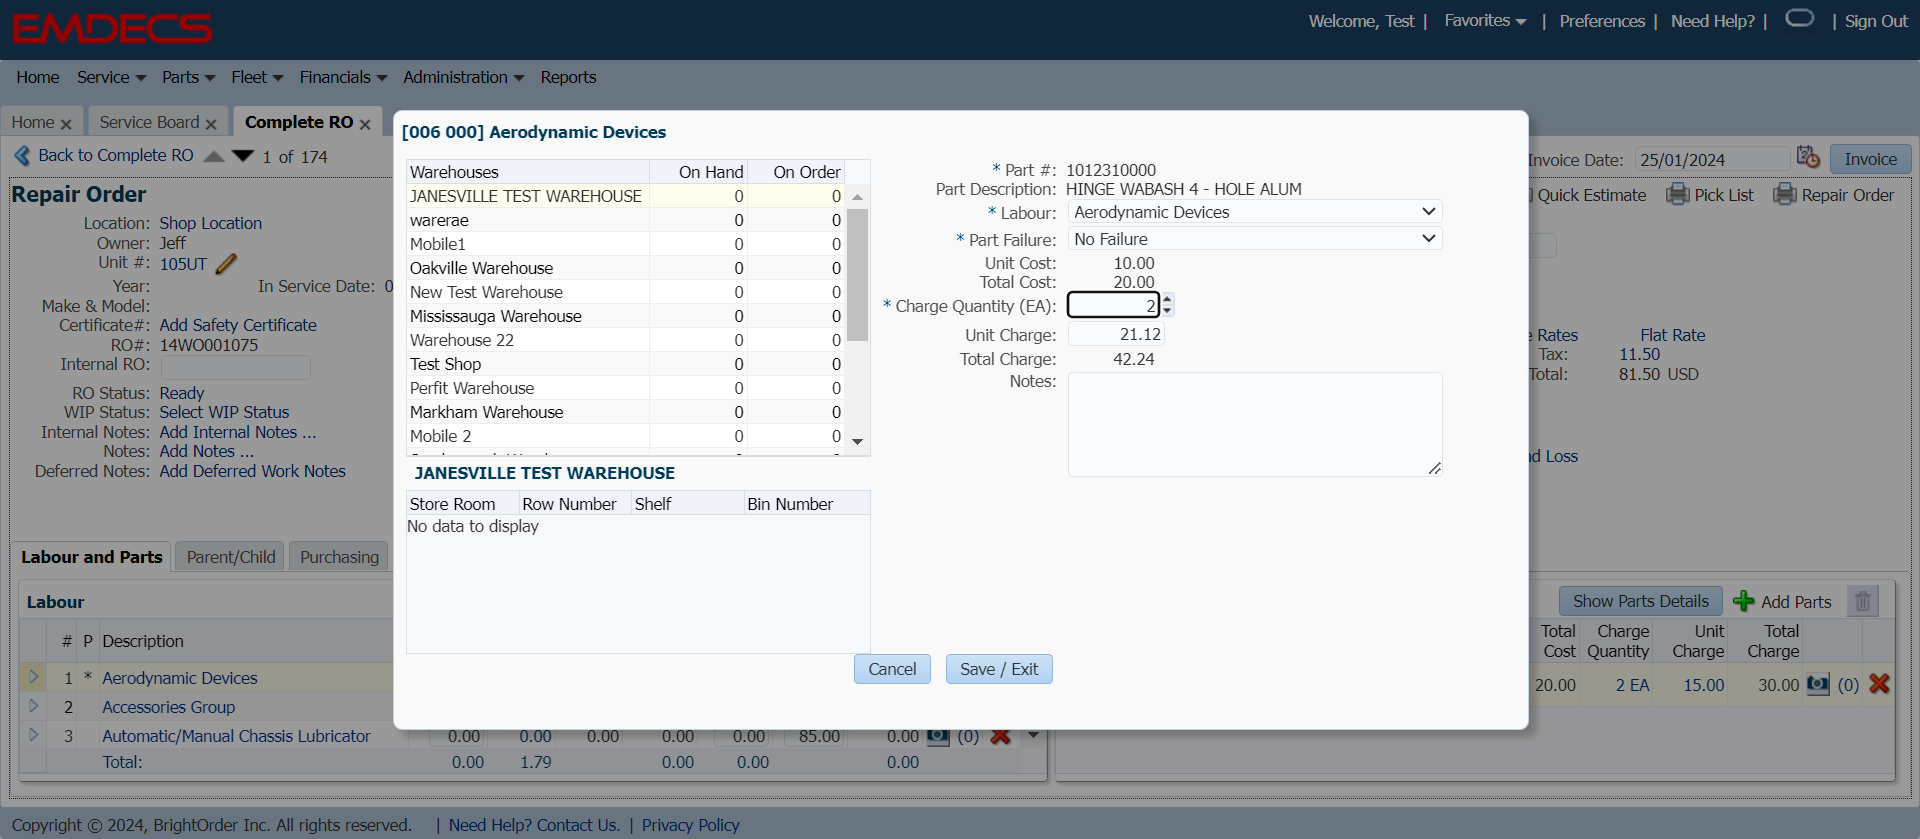 EMDECS
Welcome, Test | Favorites | Preferences | Need Help? | | Sign Out
Home Service Parts Fleet Financials Administration Reports
Home Service Board Complete RO
Back to Complete RO 1 of 174
Invoice Date: 25/01/2024 Invoice
Repair Order
Quick Estimate Pick List Repair Order
Location: Shop Location
Owner: Jeff
Unit #: 105UT
Year: In Service Date: 0
Make & Model:
Certificate#: Add Safety Certificate
RO#: 14WO001075
Internal RO:
RO Status: Ready
WIP Status: Select WIP Status
Internal Notes: Add Internal Notes ...
Notes: Add Notes ...
Deferred Notes: Add Deferred Work Notes
[006 000] Aerodynamic Devices
Warehouses On Hand On Order
JANESVILLE TEST WAREHOUSE 0 0
warerae 0 0
Mobile1 0 0
Oakville Warehouse 0 0
New Test Warehouse 0 0
Mississauga Warehouse 0 0
Warehouse 22 0 0
Test Shop 0 0
Perfit Warehouse 0 0
Markham Warehouse 0 0
Mobile 2 0 0
JANESVILLE TEST WAREHOUSE
Store Room Row Number Shelf Bin Number
No data to display
* Part #: 1012310000
Part Description: HINGE WABASH 4 - HOLE ALUM
* Labour: Aerodynamic Devices
* Part Failure: No Failure
Unit Cost: 10.00
Total Cost: 20.00
* Charge Quantity (EA): 2
Unit Charge: 21.12
Total Charge: 42.24
Notes:
Cancel Save / Exit
e Rates Flat Rate
Tax: 11.50
Total: 81.50 USD
nd Loss
Labour and Parts Parent/Child Purchasing
Labour
# P Description
1 * Aerodynamic Devices
2 Accessories Group
3 Automatic/Manual Chassis Lubricator 0.00 0.00 0.00 0.00 0.00 85.00 0.00 (0)
Total: 0.00 1.79 0.00 0.00 0.00
Show Parts Details Add Parts
Total Cost Charge Quantity Unit Charge Total Charge
20.00 2 EA 15.00 30.00 (0)
Copyright © 2024, BrightOrder Inc. All rights reserved. | Need Help? Contact Us. | Privacy Policy